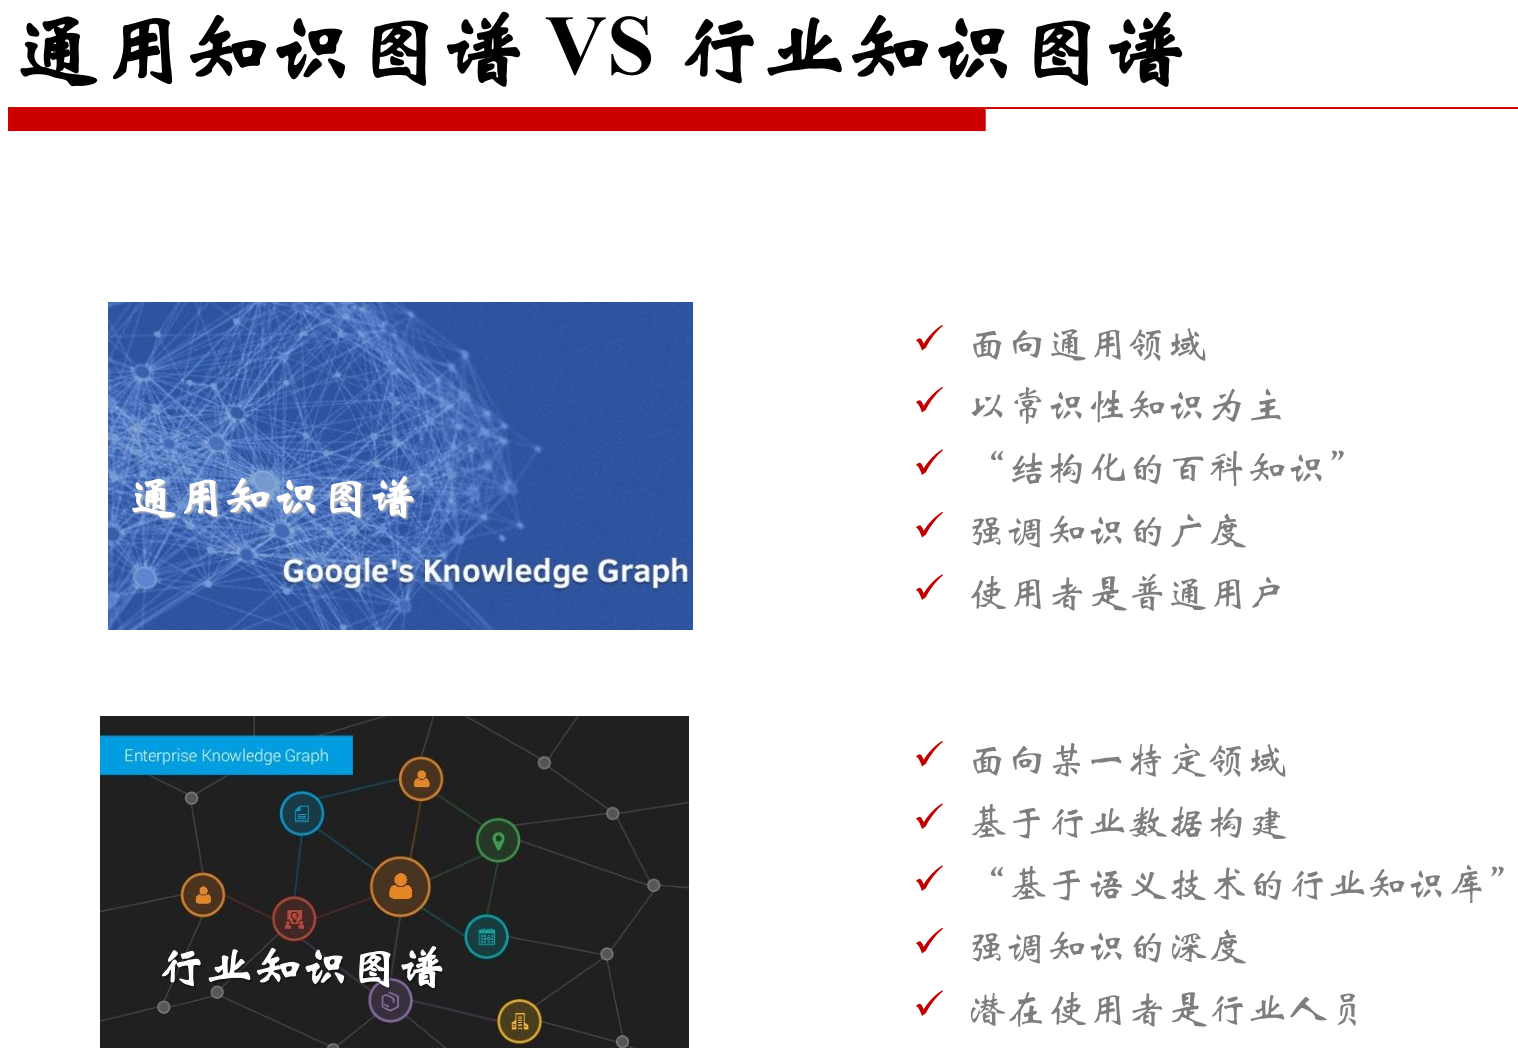 通用知识图谱 VS 行业知识图谱
通用知识图谱
Google's Knowledge Graph
面向通用领域
以常识性知识为主
“结构化的百科知识”
强调知识的广度
使用者是普通用户
Enterprise Knowledge Graph
行业知识图谱
面向某一特定领域
基于行业数据构建
“基于语义技术的行业知识库”
强调知识的深度
潜在使用者是行业人员